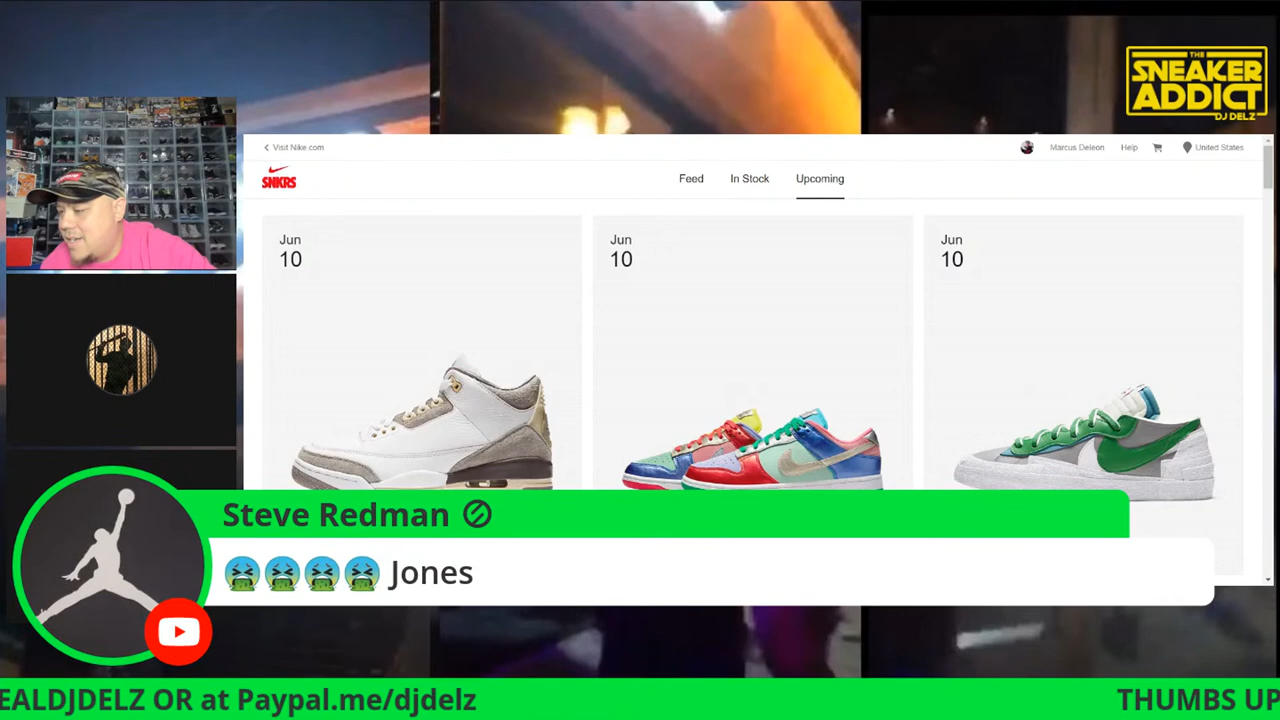 THE
SNEAKER
ADDICT
DJ DELZ
Visit Nike.com
Marcus Deleon
Help
United States
SNKRS
Feed
In Stock
Upcoming
Jun
10
Jun
10
Jun
10
Steve Redman
🤮🤮🤮🤮 Jones
EALDJDELZ OR at Paypal.me/djdelz
THUMBS UP